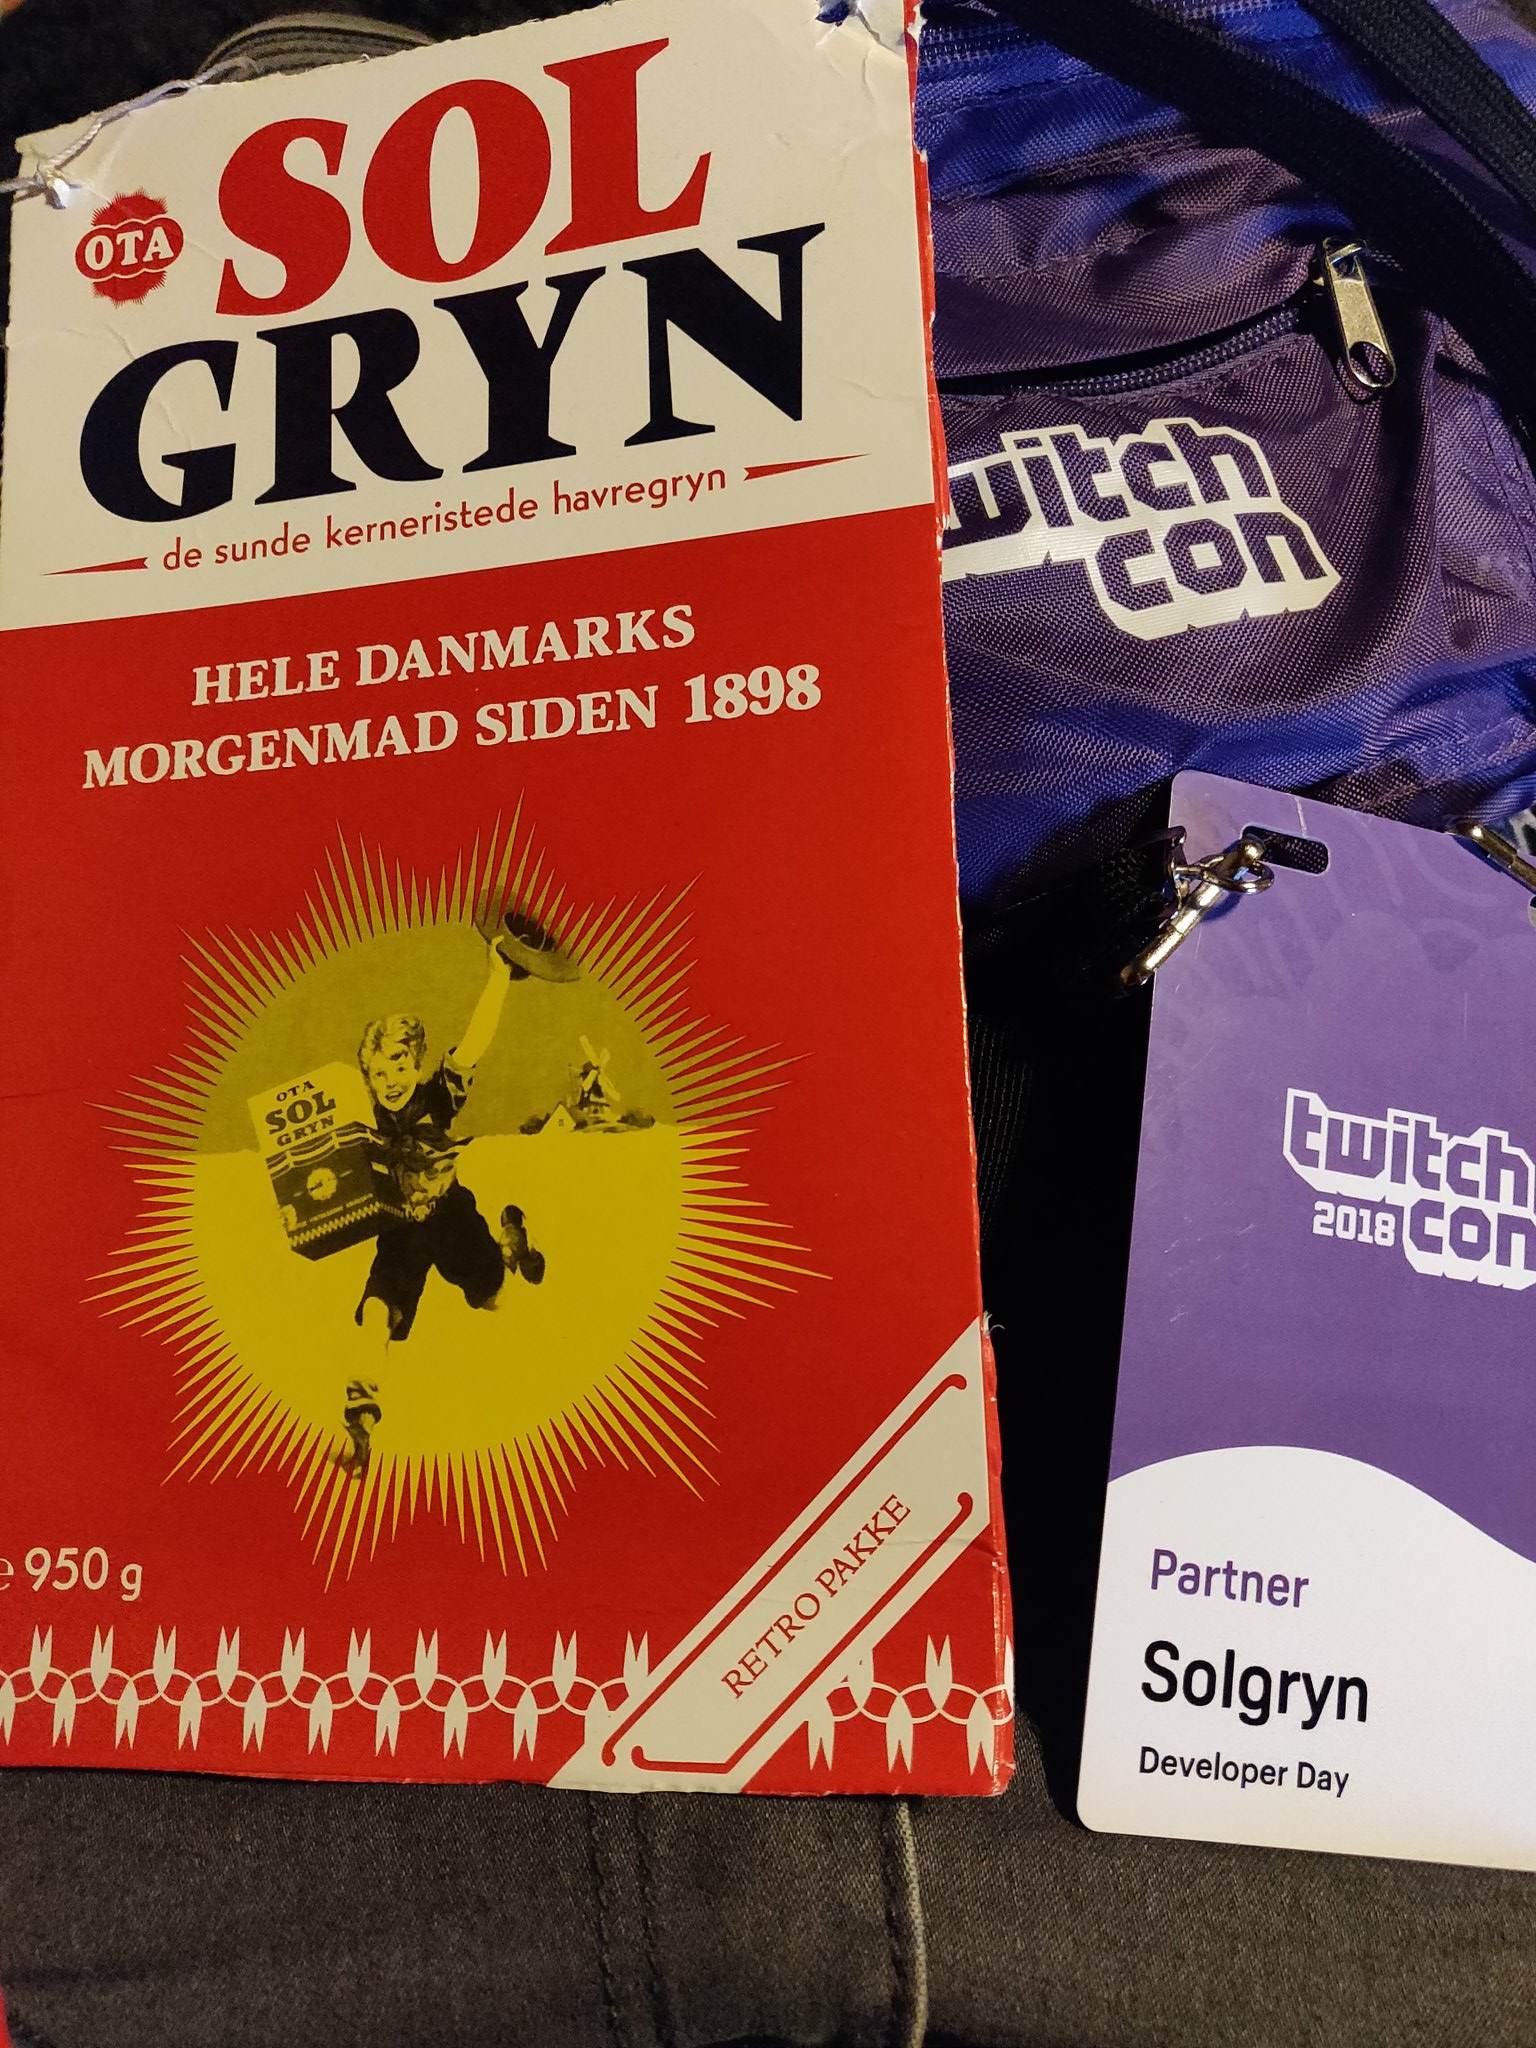 SOL
OTA
GRYN
de sunde kerneristede havregryn
HELE DANMARKS
MORGENMAD SIDEN 1898
OTA
SOL
GRYN
℮ 950 g
RETRO PAKKE
twitch
con
twitch
2018 con
Partner
Solgryn
Developer Day